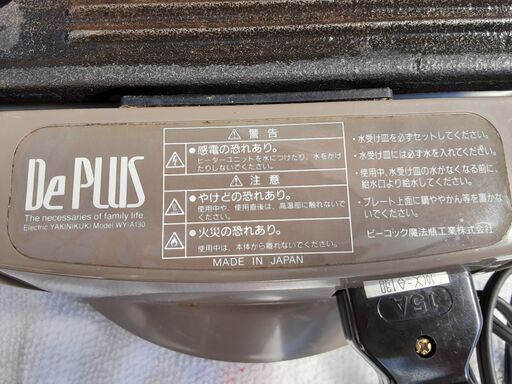 De PLUS
The necessaries of family life.
Electric YAKINIKUKI Model WY-A130
⚠ 警告
●感電の恐れあり。
ヒーターユニットを水につけたり、水をかけ
たりしないでください。
⚠ 注意
●やけどの恐れあり。
使用中や、使用直後は、高温部に触れないで
ください。
●火災の恐れあり。
使用中は、本体から離れないでください。
MADE IN JAPAN
・水受け皿を必ずセットしてください。
・水受け皿には必ず水を入れてください。
・使用中、水受け皿の水がなくなる前に、
給水口より給水してください。
・プレート上面に鍋ややかん等を置かな
いでください。
ピーコック魔法瓶工業株式会社
15A